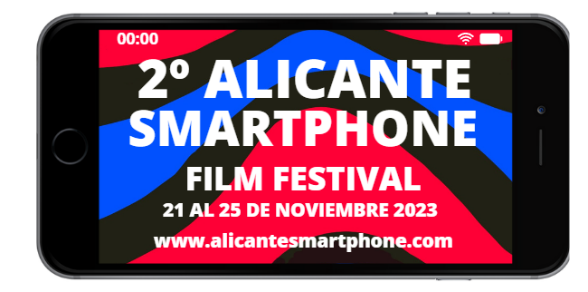 00:00
2º ALICANTE
SMARTPHONE
FILM FESTIVAL
21 AL 25 DE NOVIEMBRE 2023
www.alicantesmartphone.com